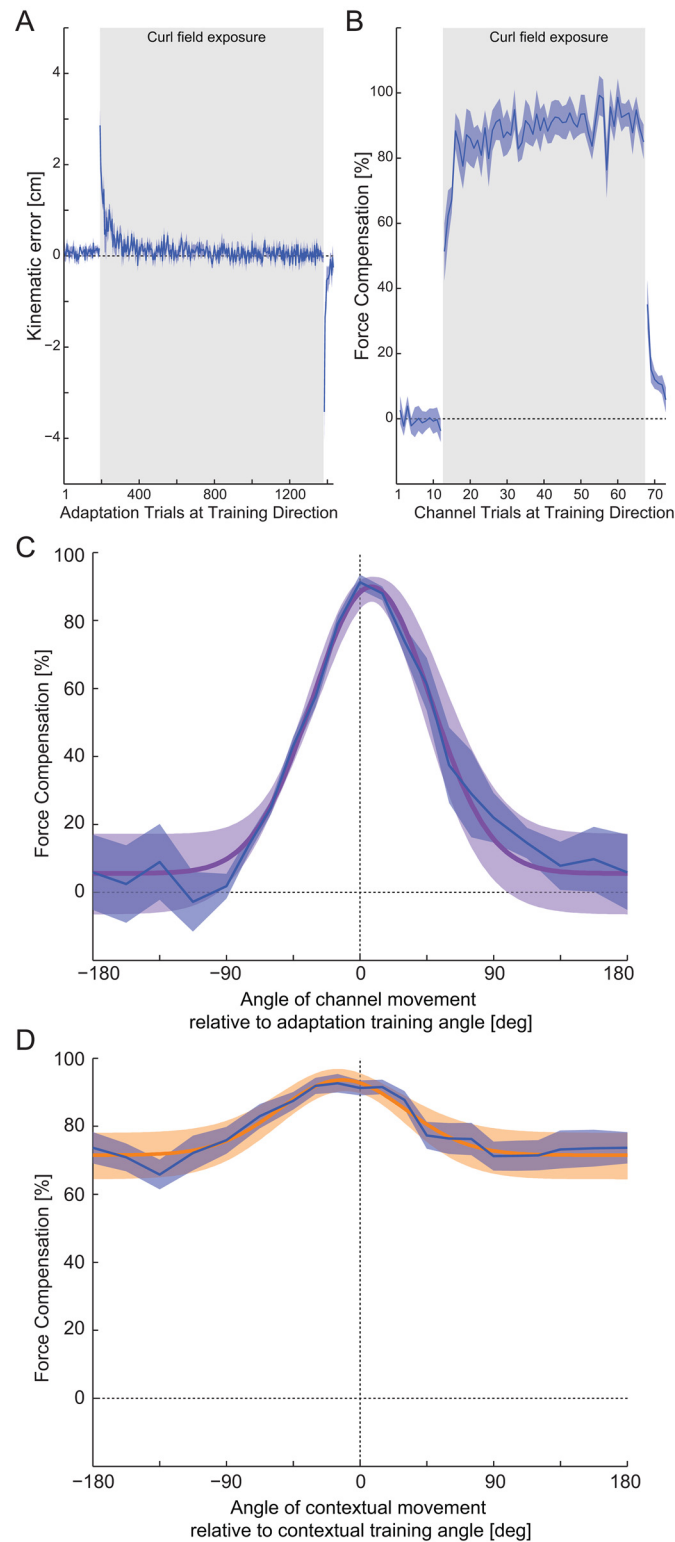 A
Curl field exposure
Kinematic error [cm]
4
2
0
−2
−4
1
400
800
1200
Adaptation Trials at Training Direction
B
Curl field exposure
Force Compensation [%]
100
80
60
40
20
0
1
10
20
30
40
50
60
70
Channel Trials at Training Direction
C
Force Compensation [%]
100
80
60
40
20
0
−180
−90
0
90
180
Angle of channel movement
relative to adaptation training angle [deg]
D
Force Compensation [%]
100
80
60
40
20
0
−180
−90
0
90
180
Angle of contextual movement
relative to contextual training angle [deg]